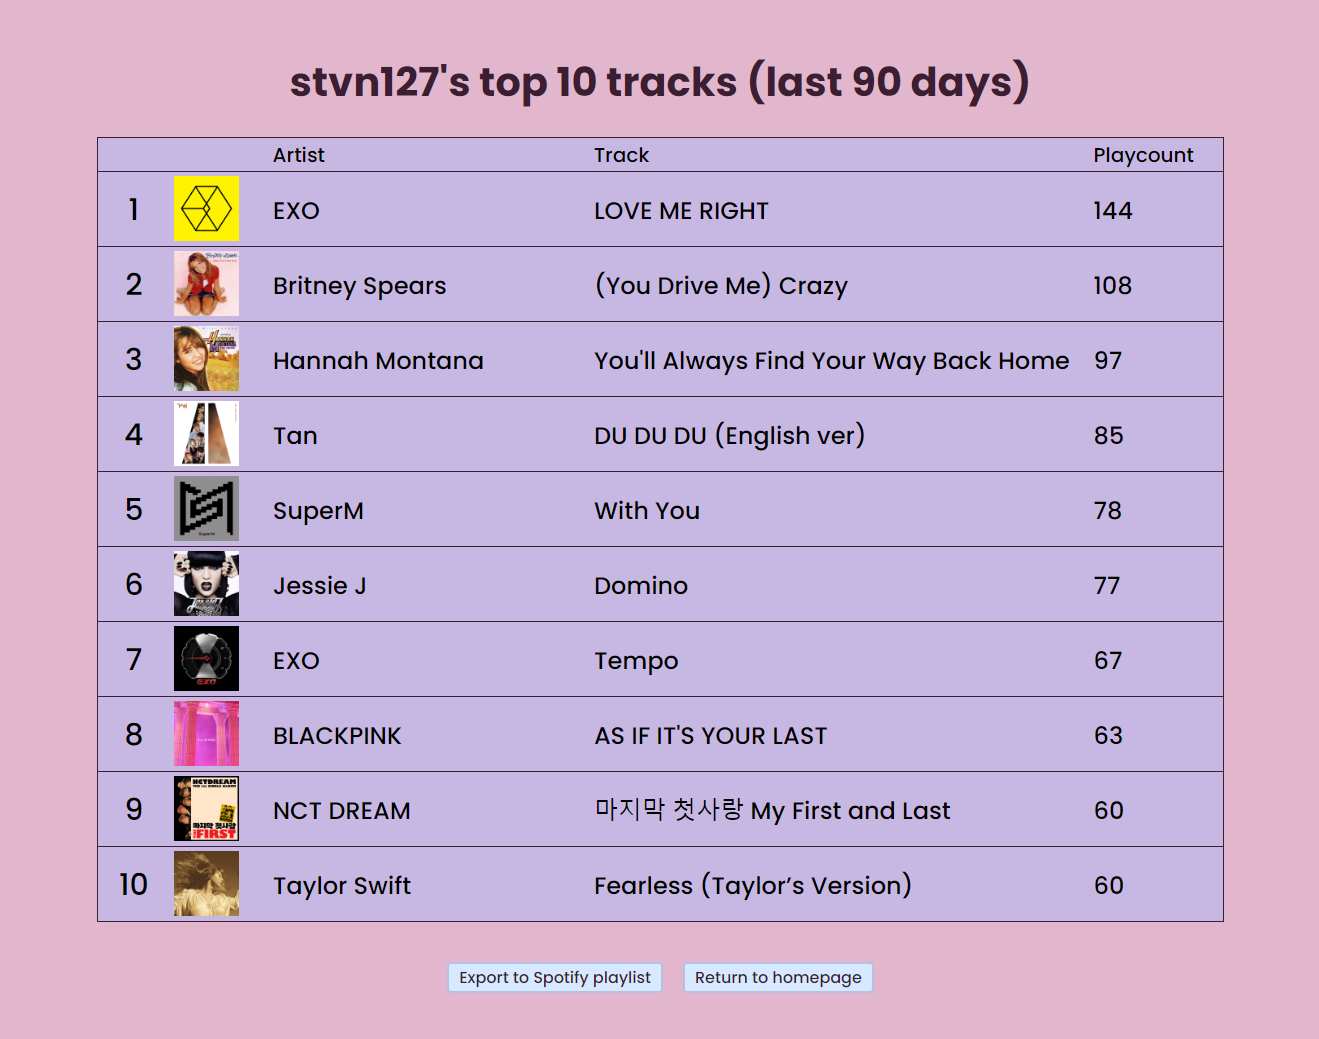 stvn127's top 10 tracks (last 90 days)
Artist Track Playcount
1 EXO LOVE ME RIGHT 144
2 Britney Spears (You Drive Me) Crazy 108
3 Hannah Montana You'll Always Find Your Way Back Home 97
4 Tan DU DU DU (English ver) 85
5 SuperM With You 78
6 Jessie J Domino 77
7 EXO Tempo 67
8 BLACKPINK AS IF IT'S YOUR LAST 63
9 NCT DREAM 마지막 첫사랑 My First and Last 60
10 Taylor Swift Fearless (Taylor’s Version) 60
Export to Spotify playlist Return to homepage